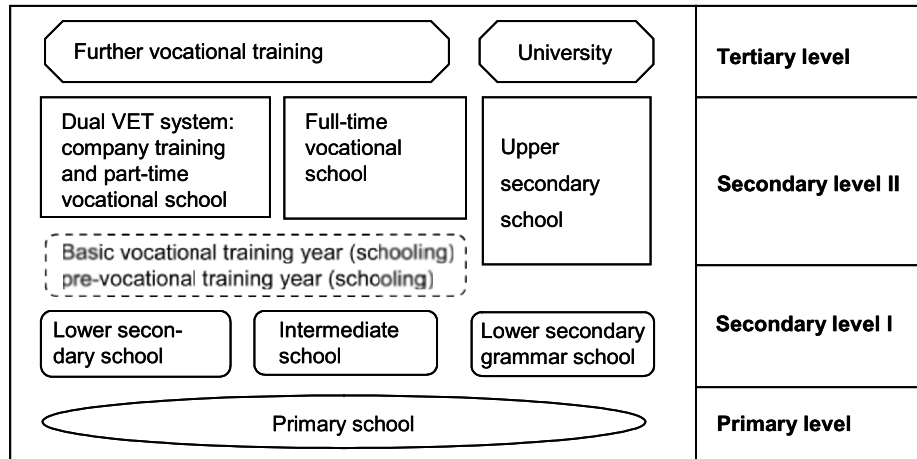 Further vocational training
University
Tertiary level
Dual VET system:
company training
and part-time
vocational school
Full-time
vocational
school
Upper
secondary
school
Secondary level II
Basic vocational training year (schooling)
pre-vocational training year (schooling)
Lower secon-
dary school
Intermediate
school
Lower secondary
grammar school
Secondary level I
Primary school
Primary level